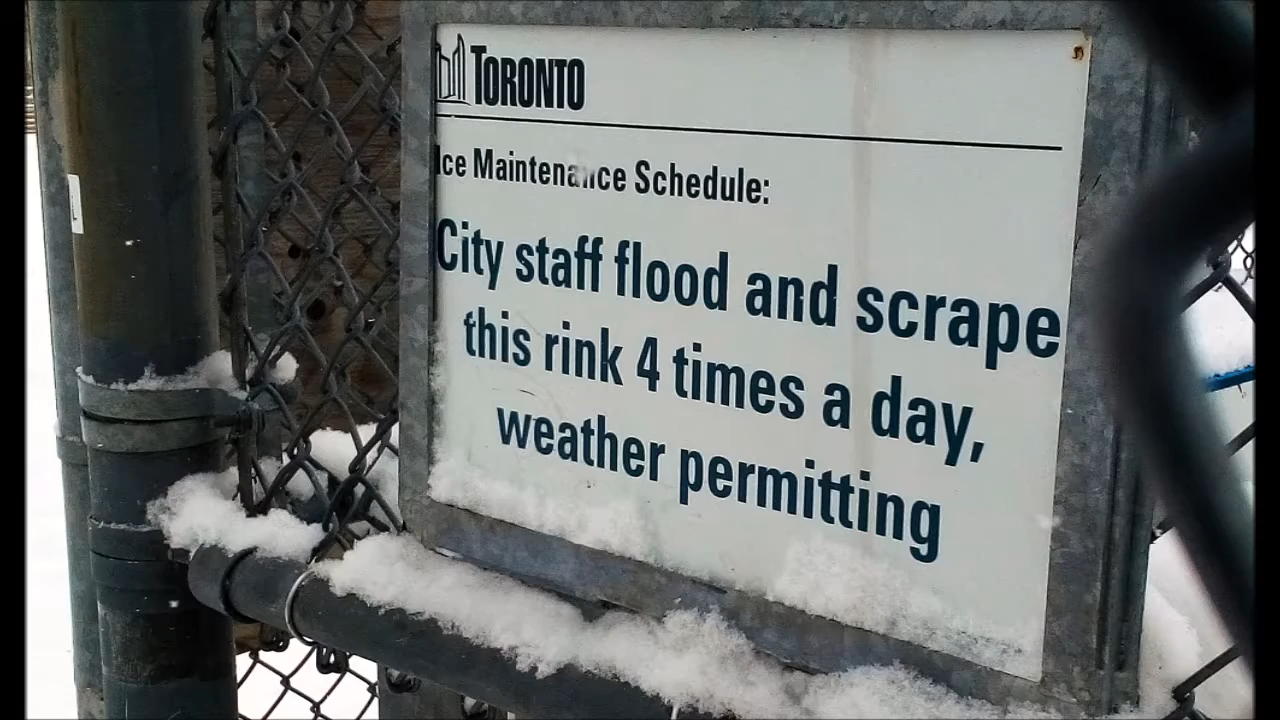 TORONTO
Ice Maintenance Schedule:
City staff flood and scrape
this rink 4 times a day,
weather permitting